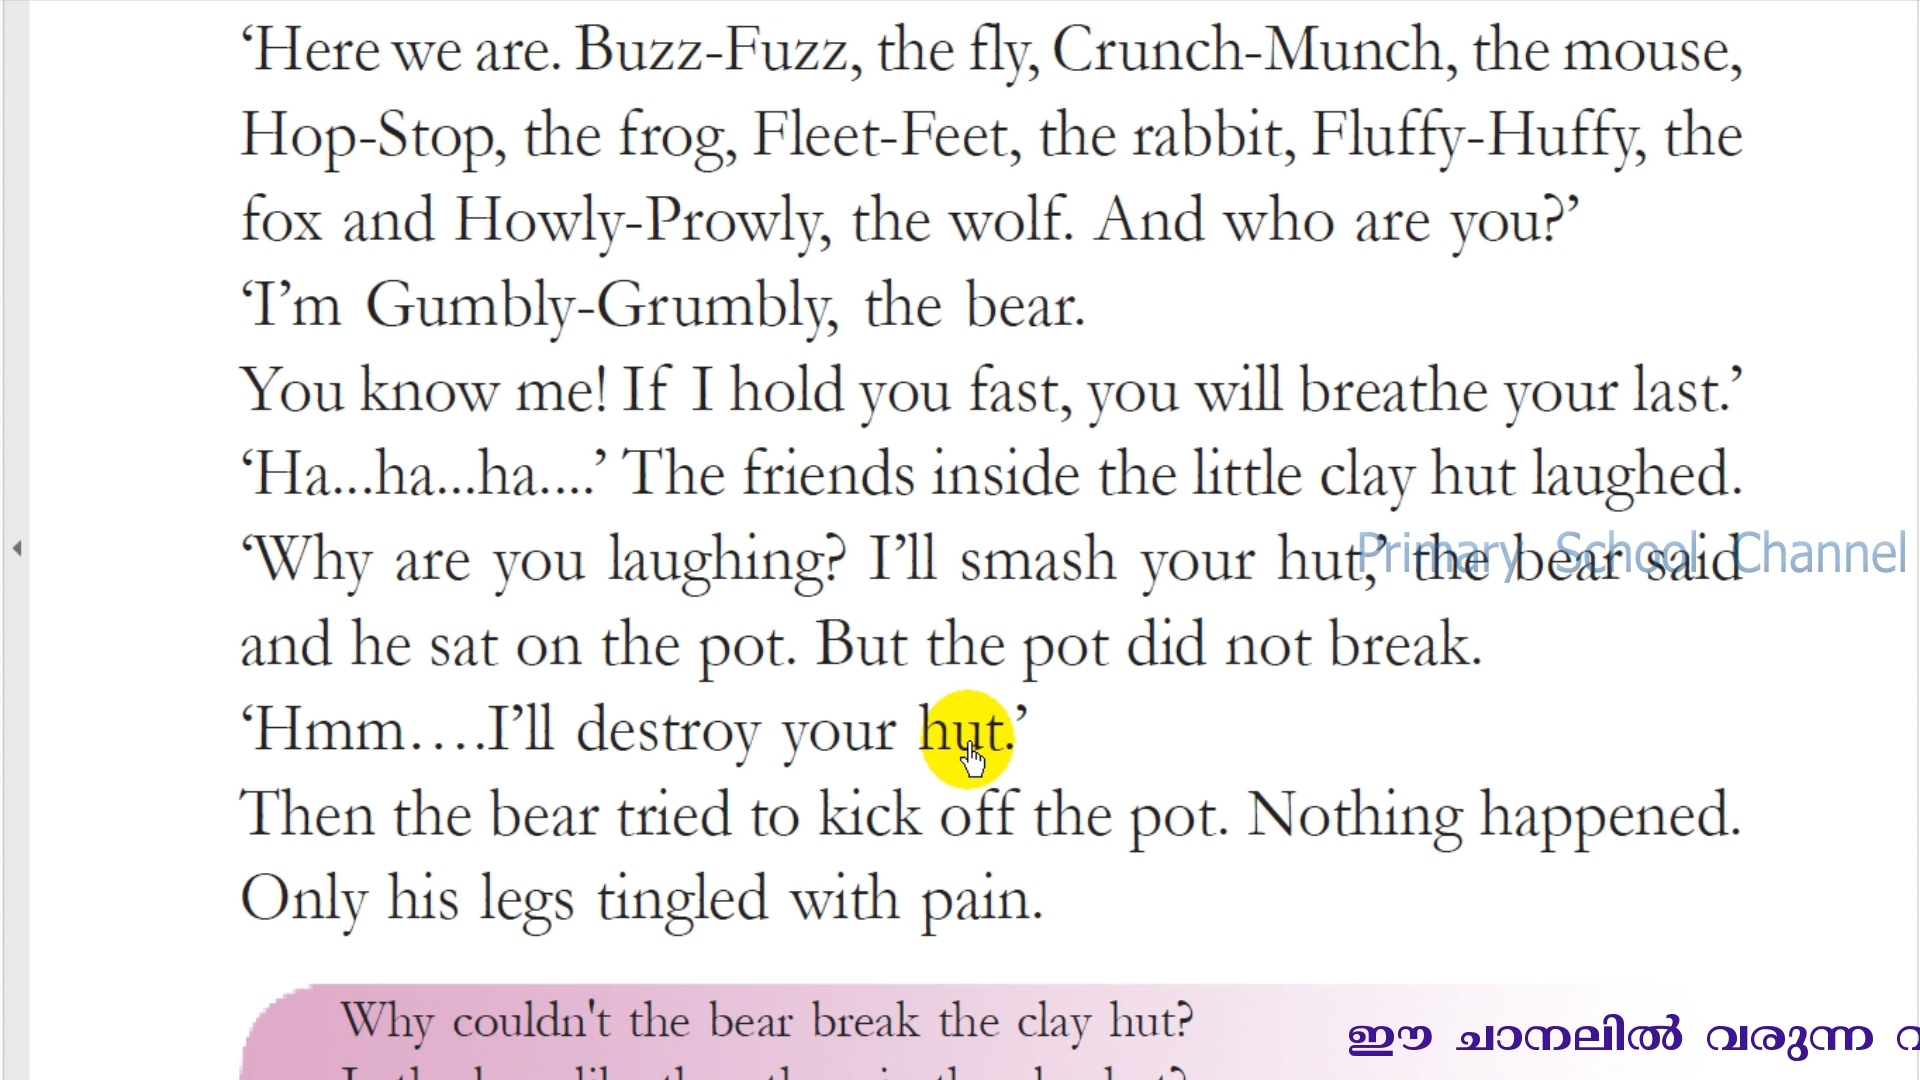 ‘Here we are. Buzz-Fuzz, the fly, Crunch-Munch, the mouse,
Hop-Stop, the frog, Fleet-Feet, the rabbit, Fluffy-Huffy, the
fox and Howly-Prowly, the wolf. And who are you?’
‘I’m Gumbly-Grumbly, the bear.
You know me! If I hold you fast, you will breathe your last.’
‘Ha...ha...ha....’ The friends inside the little clay hut laughed.
‘Why are you laughing? I’ll smash your hut,’ the bear said
Primary School Channel
and he sat on the pot. But the pot did not break.
‘Hmm….I’ll destroy your hut.’
Then the bear tried to kick off the pot. Nothing happened.
Only his legs tingled with pain.
Why couldn't the bear break the clay hut?
ഈ ചാനലിൽ വരുന്ന